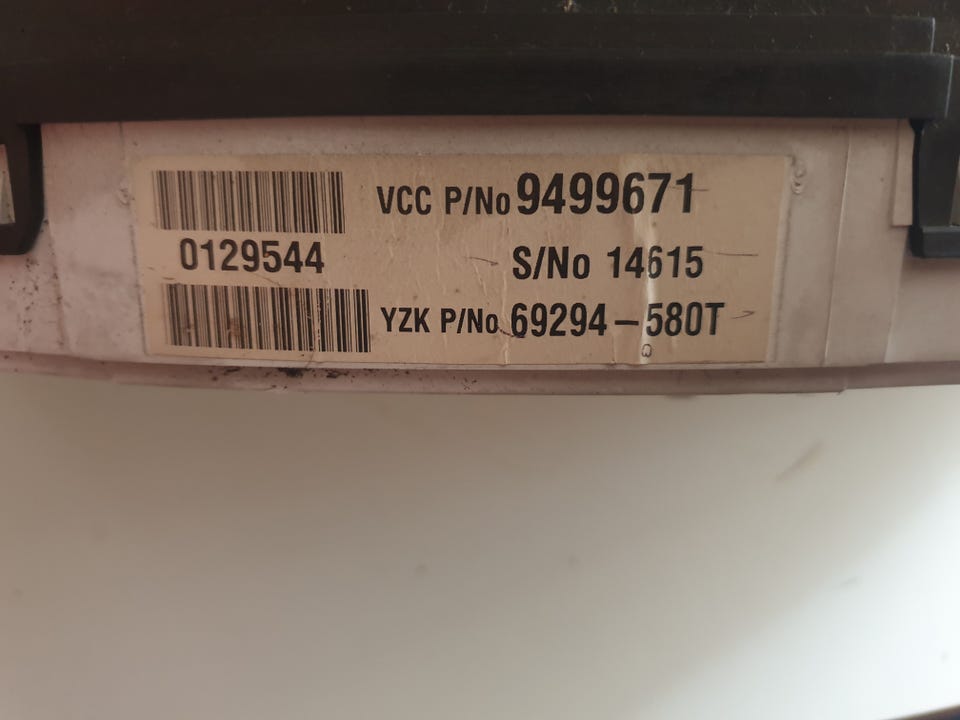 VCC P/No 9499671
0129544 S/No 14615
YZK P/No 69294-580T